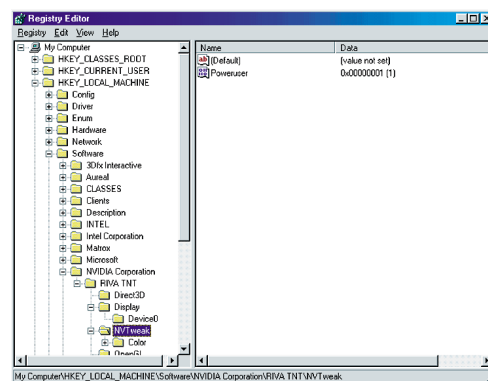 Registry Editor
Registry Edit View Help
My Computer
HKEY_CLASSES_ROOT
HKEY_CURRENT_USER
HKEY_LOCAL_MACHINE
Config
Driver
Enum
Hardware
Network
Software
3Dfx Interactive
Aureal
CLASSES
Clients
Description
INTEL
Intel Corporation
Matrox
Microsoft
NVIDIA Corporation
RIVA TNT
Direct3D
Display
Device0
NVTweak
Color
OpenGL
Name Data
(Default) (value not set)
Poweruser 0x00000001 (1)
My Computer\HKEY_LOCAL_MACHINE\Software\NVIDIA Corporation\RIVA TNT\NVTweak